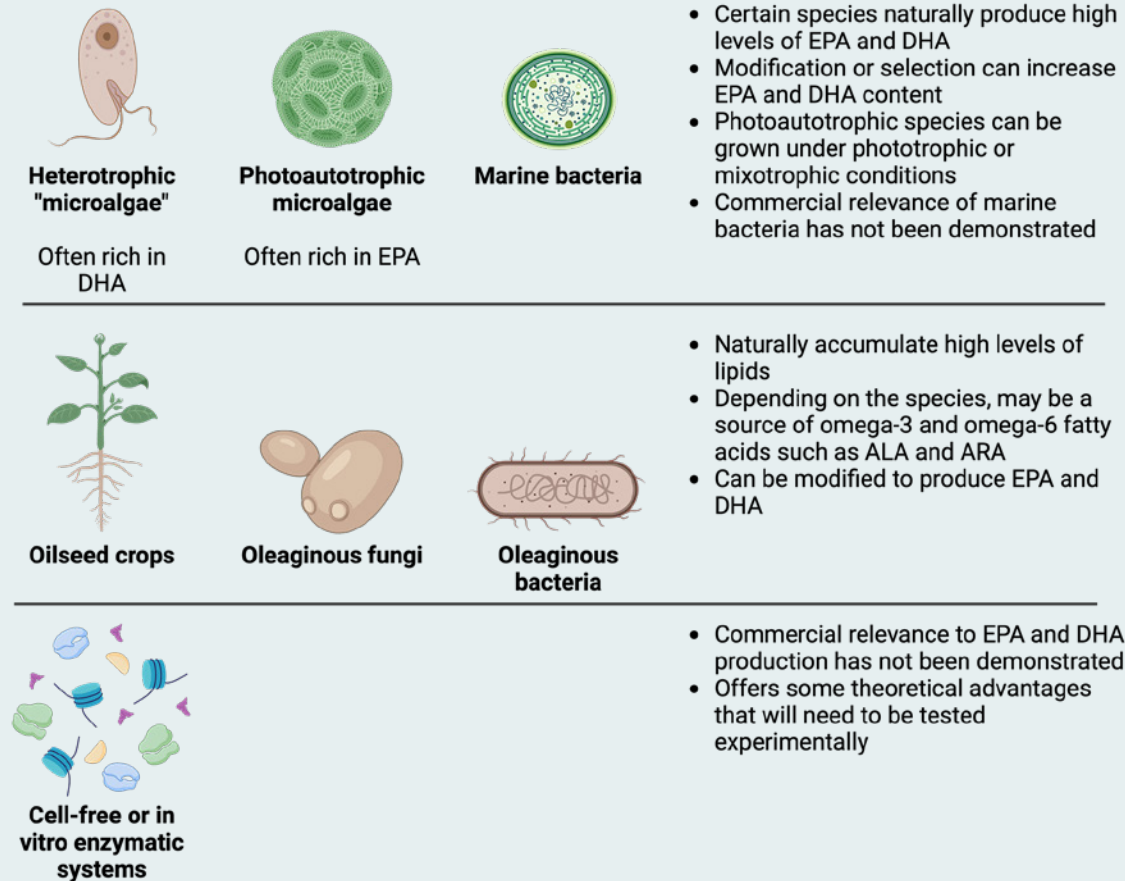 Heterotrophic
"microalgae"
Often rich in
DHA
Photoautotrophic
microalgae
Often rich in EPA
Marine bacteria
• Certain species naturally produce high
levels of EPA and DHA
• Modification or selection can increase
EPA and DHA content
• Photoautotrophic species can be
grown under phototrophic or
mixotrophic conditions
• Commercial relevance of marine
bacteria has not been demonstrated
Oilseed crops
Oleaginous fungi
Oleaginous
bacteria
• Naturally accumulate high levels of
lipids
• Depending on the species, may be a
source of omega-3 and omega-6 fatty
acids such as ALA and ARA
• Can be modified to produce EPA and
DHA
Cell-free or in
vitro enzymatic
systems
• Commercial relevance to EPA and DHA
production has not been demonstrated
• Offers some theoretical advantages
that will need to be tested
experimentally